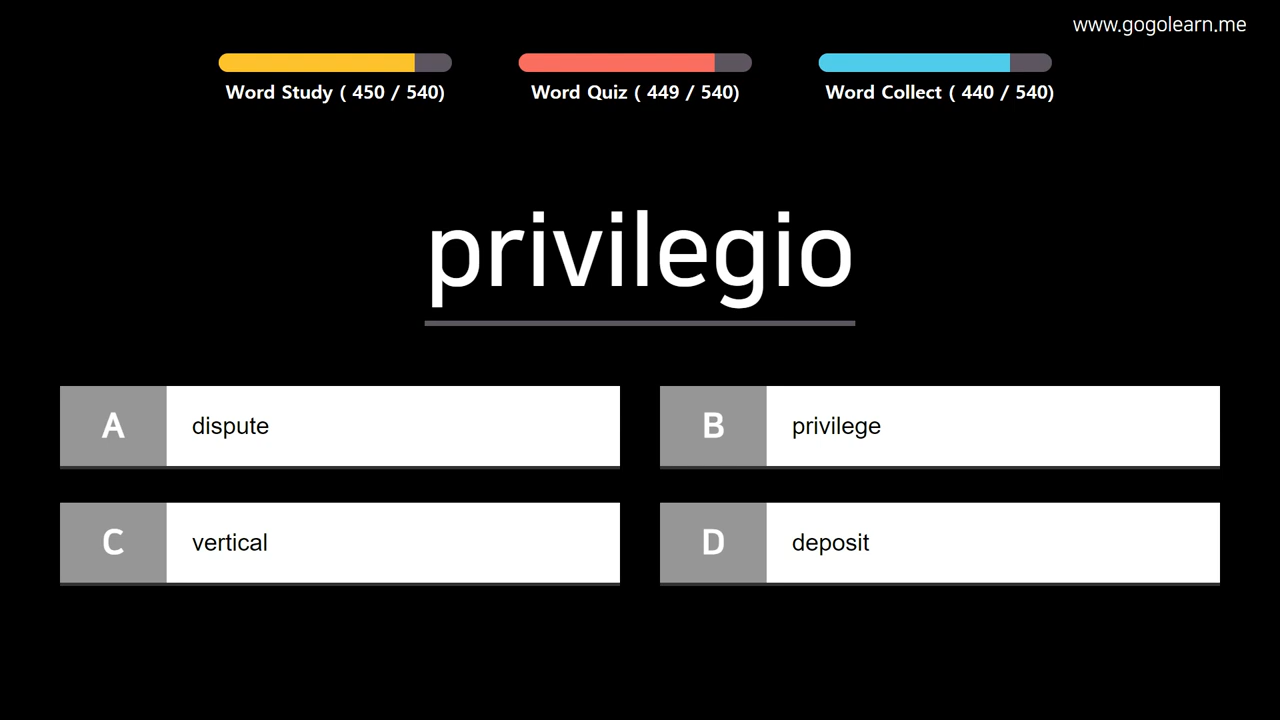 www.gogolearn.me
Word Study ( 450 / 540)
Word Quiz ( 449 / 540)
Word Collect ( 440 / 540)
privilegio
A dispute
B privilege
C vertical
D deposit